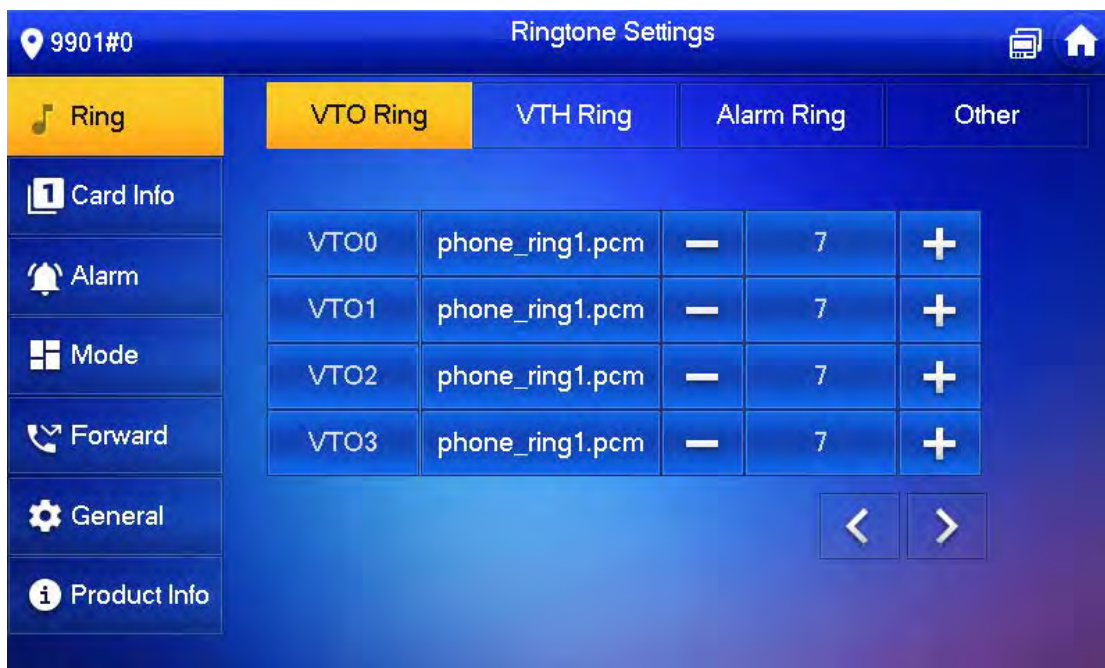 9901#0
Ringtone Settings
Ring
VTO Ring
VTH Ring
Alarm Ring
Other
Card Info
Alarm
Mode
Forward
General
Product Info
VTO0 phone_ring1.pcm 7
VTO1 phone_ring1.pcm 7
VTO2 phone_ring1.pcm 7
VTO3 phone_ring1.pcm 7